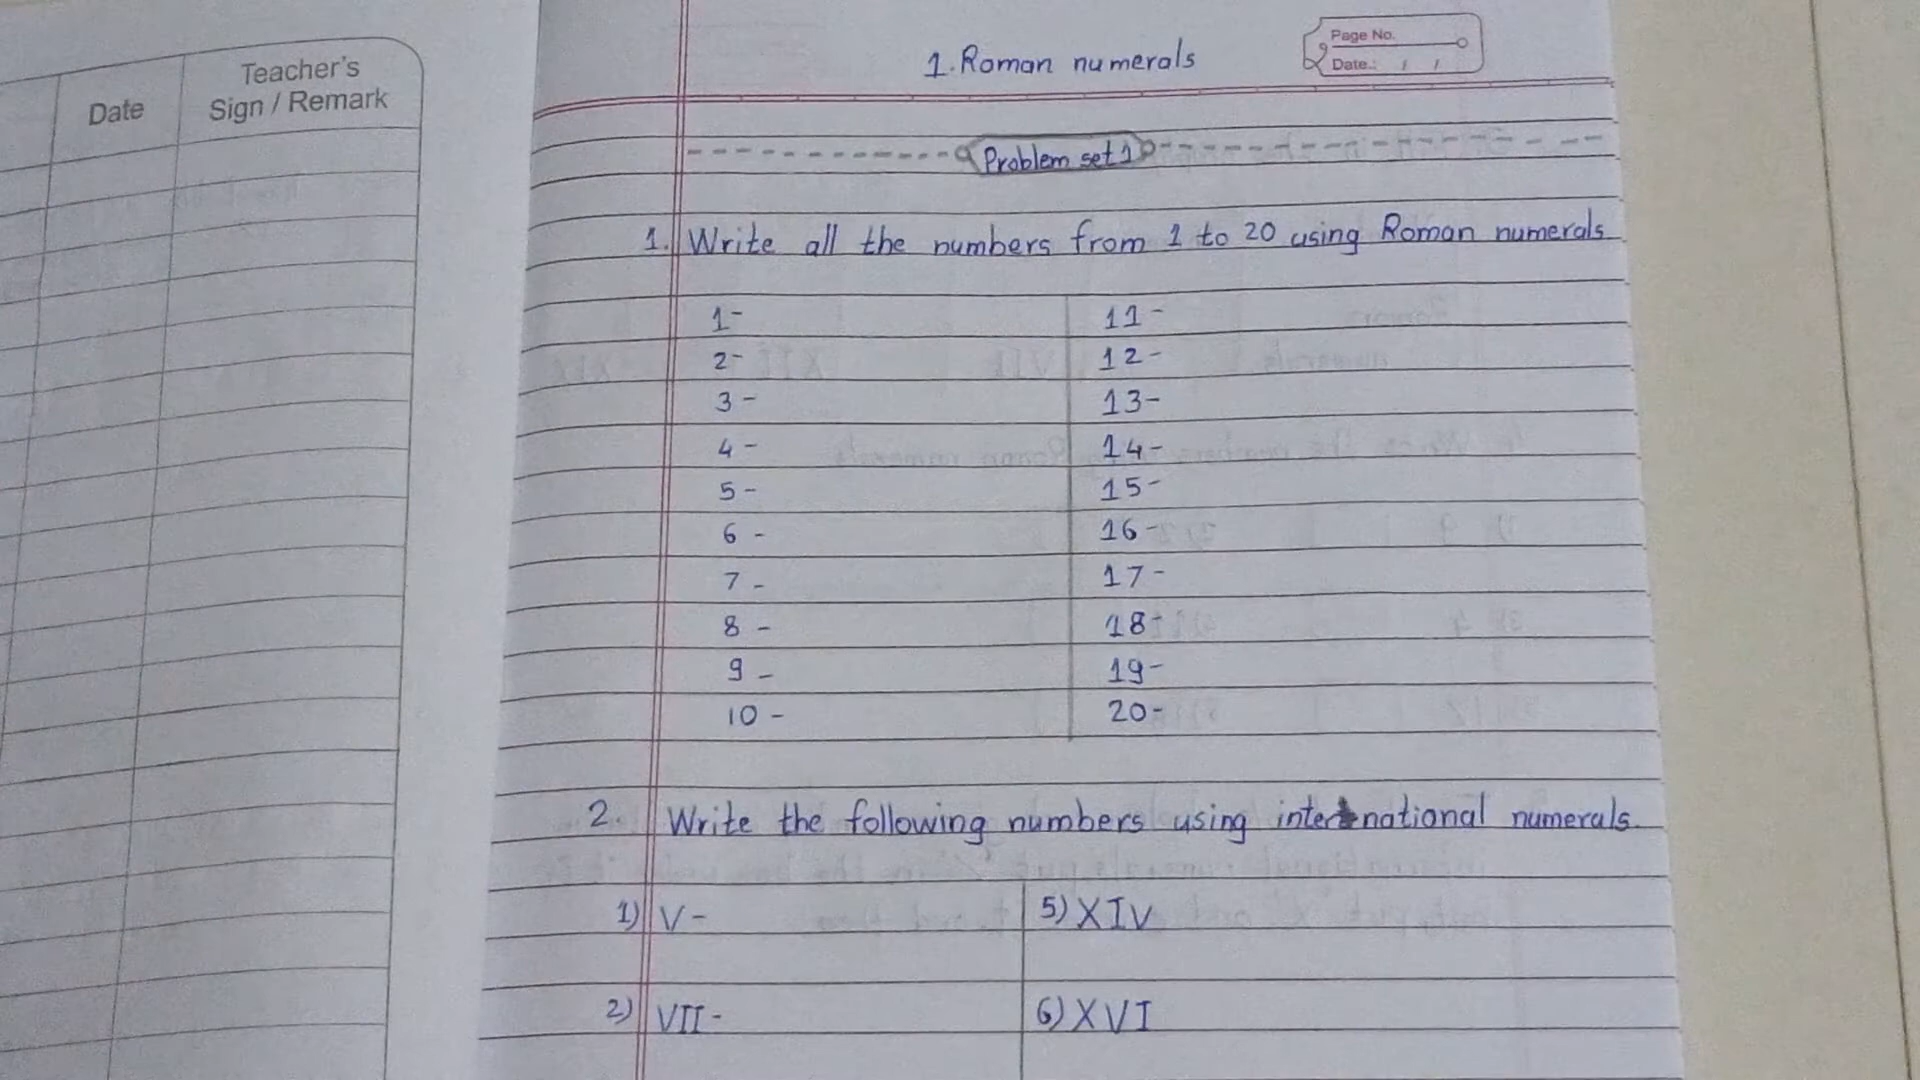 Date
Teacher's
Sign / Remark
1. Roman numerals
Page No.
Date.: / /
Problem set 1
1. Write all the numbers from 1 to 20 using Roman numerals
1-
2-
3-
4-
5-
6-
7-
8-
9-
10-
11-
12-
13-
14-
15-
16-
17-
18-
19-
20-
2. Write the following numbers using international numerals.
1) V-
2) VII-
5) XIV
6) XVI